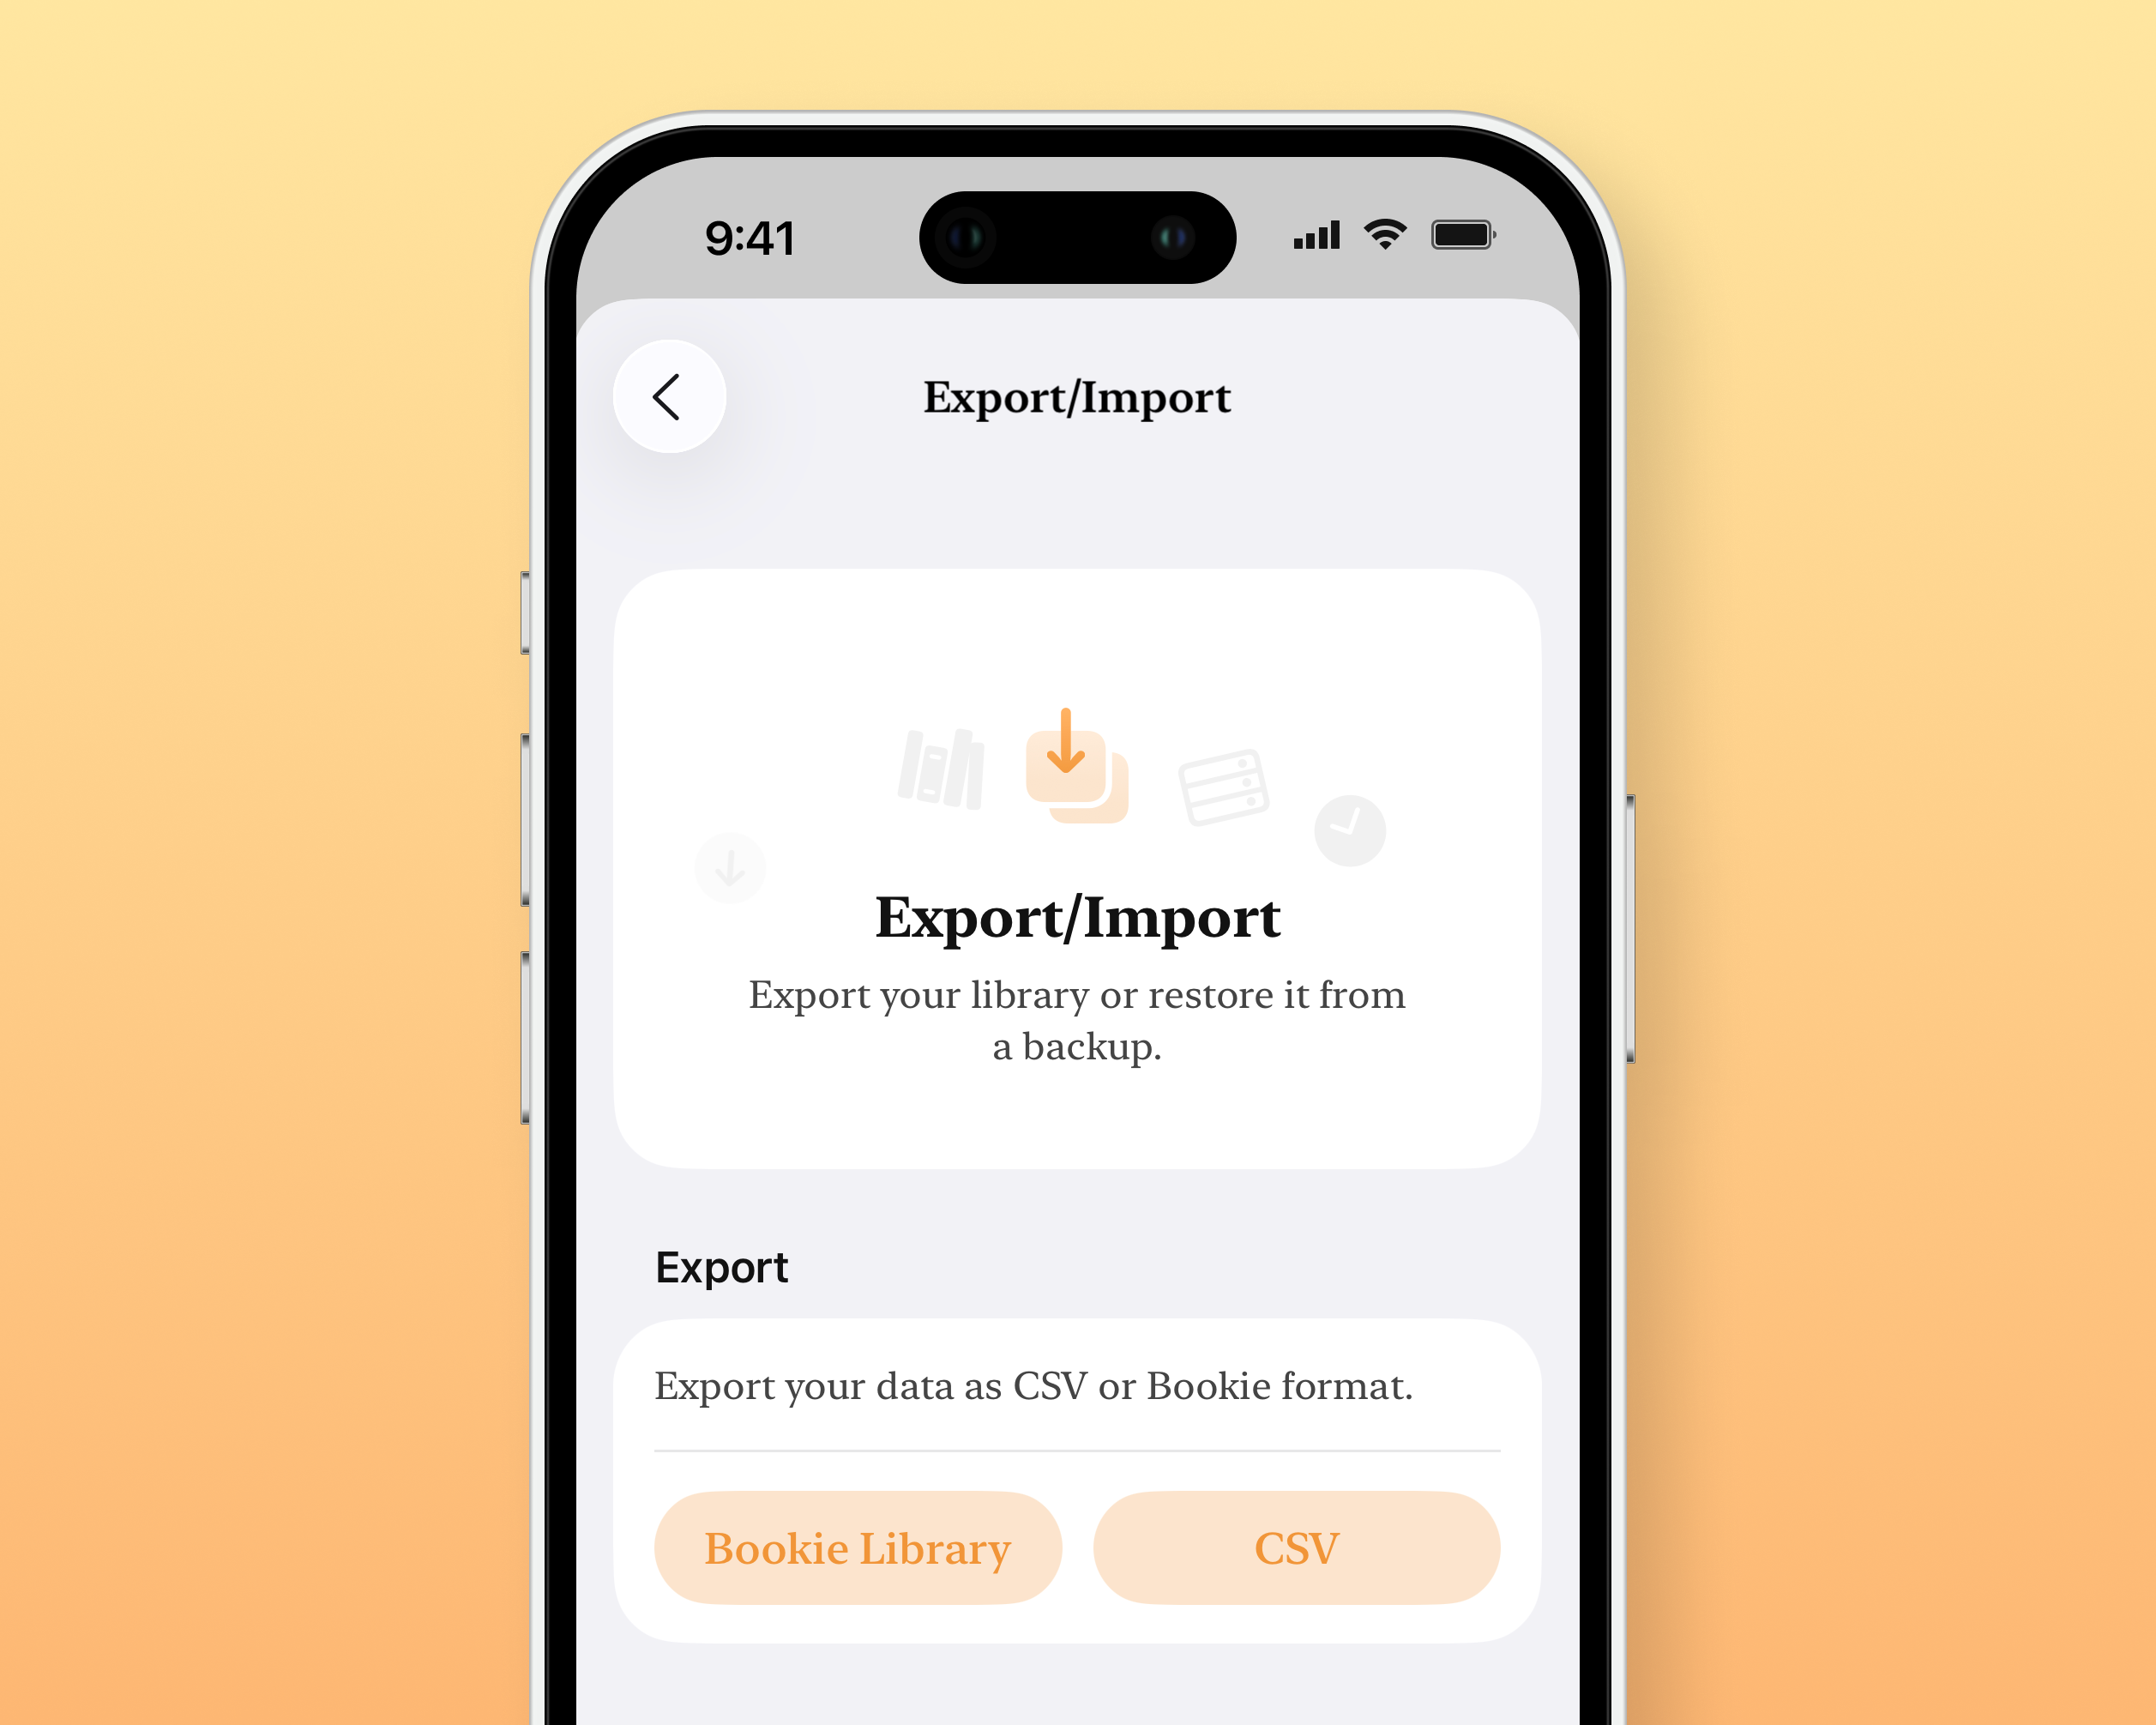 9:41
Export/Import
Export/Import
Export your library or restore it from
a backup.
Export
Export your data as CSV or Bookie format.
Bookie Library
CSV